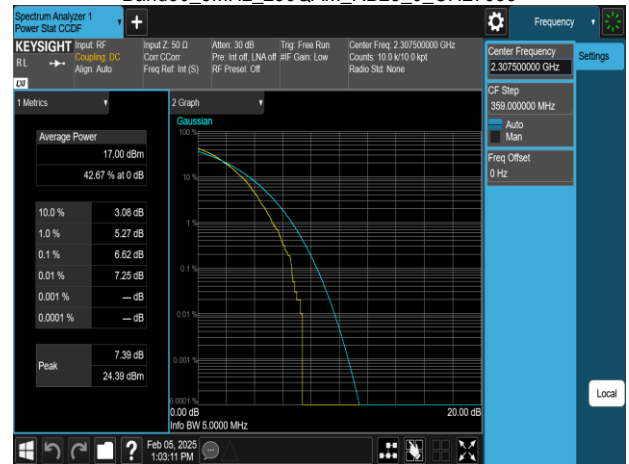 Spectrum Analyzer 1
Power Stat CCDF
Frequency
KEYSIGHT
RL
LXI
Input: RF
Coupling: DC
Align: Auto
Input Z: 50 Ω
Corr CCorr
Freq Ref: Int (S)
Atten: 30 dB
Pre: Int off, LNA off
RF Preset: Off
Trig: Free Run
#IF Gain: Low
Center Freq: 2.307500000 GHz
Counts: 10.0 k/10.0 kpt
Radio Std: None
Center Frequency
2.307500000 GHz
Settings
CF Step
359.000000 MHz
Auto
Man
Freq Offset
0 Hz
Local
1 Metrics
Average Power
17.00 dBm
42.67 % at 0 dB
10.0 % 3.08 dB
1.0 % 5.27 dB
0.1 % 6.62 dB
0.01 % 7.25 dB
0.001 % --- dB
0.0001 % --- dB
Peak
7.39 dB
24.39 dBm
2 Graph
Gaussian
100 %
10 %
1 %
0.1 %
0.01 %
0.001 %
0.0001 %
0.00 dB 20.00 dB
Info BW 5.0000 MHz
Feb 05, 2025
1:03:11 PM